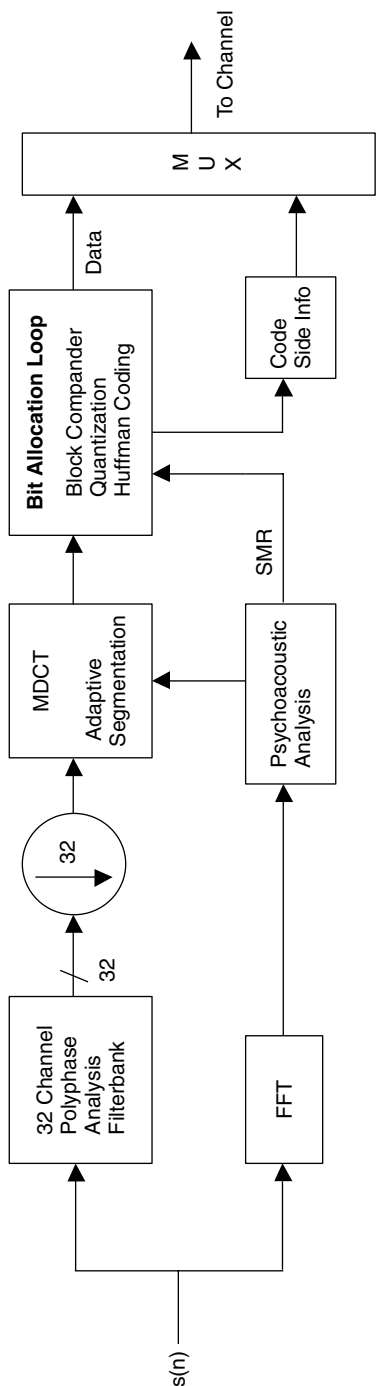 s(n)
32 Channel
Polyphase
Analysis
Filterbank
32
32
MDCT
Adaptive
Segmentation
Bit Allocation Loop
Block Compander
Quantization
Huffman Coding
Data
M
U
X
To Channel
FFT
Psychoacoustic
Analysis
SMR
Code
Side Info